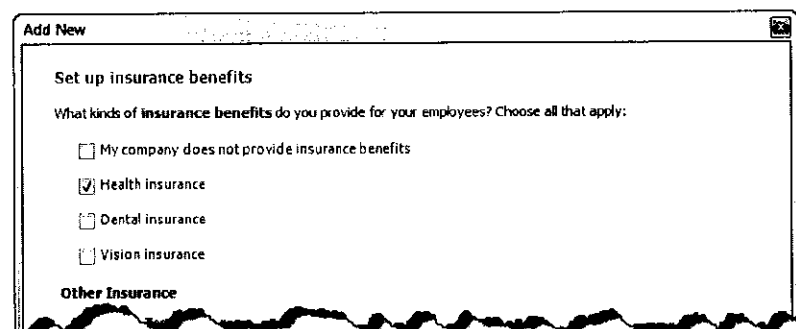 Add New
Set up insurance benefits
What kinds of insurance benefits do you provide for your employees? Choose all that apply:
My company does not provide insurance benefits
Health insurance
Dental insurance
Vision insurance
Other Insurance